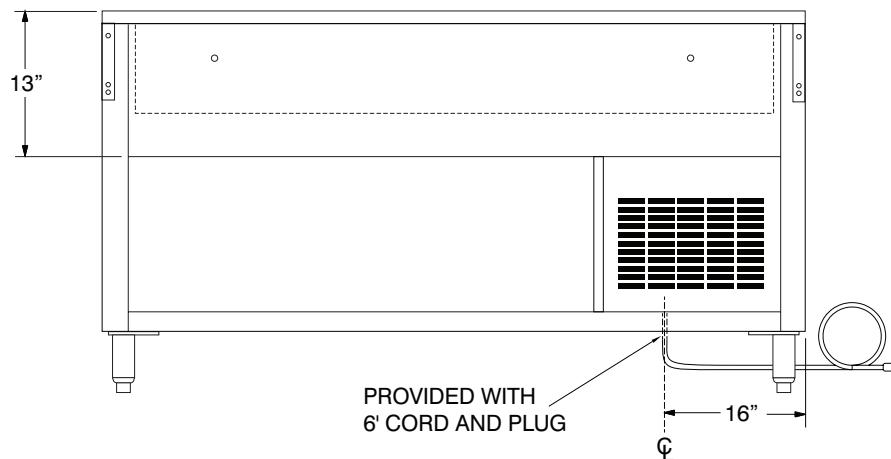 13”
PROVIDED WITH
6' CORD AND PLUG
16”
℄